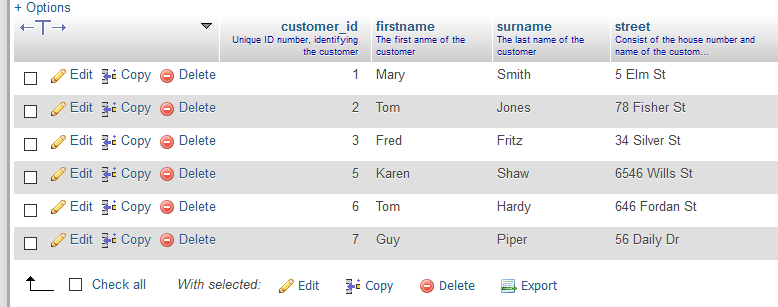 + Options
customer_id firstname surname street
Unique ID number, identifying The first anme of the The last name of the Consist of the house number and
the customer customer customer name of the custom...
Edit Copy Delete 1 Mary Smith 5 Elm St
Edit Copy Delete 2 Tom Jones 78 Fisher St
Edit Copy Delete 3 Fred Fritz 34 Silver St
Edit Copy Delete 5 Karen Shaw 6546 Wills St
Edit Copy Delete 6 Tom Hardy 646 Fordan St
Edit Copy Delete 7 Guy Piper 56 Daily Dr
Check all With selected: Edit Copy Delete Export